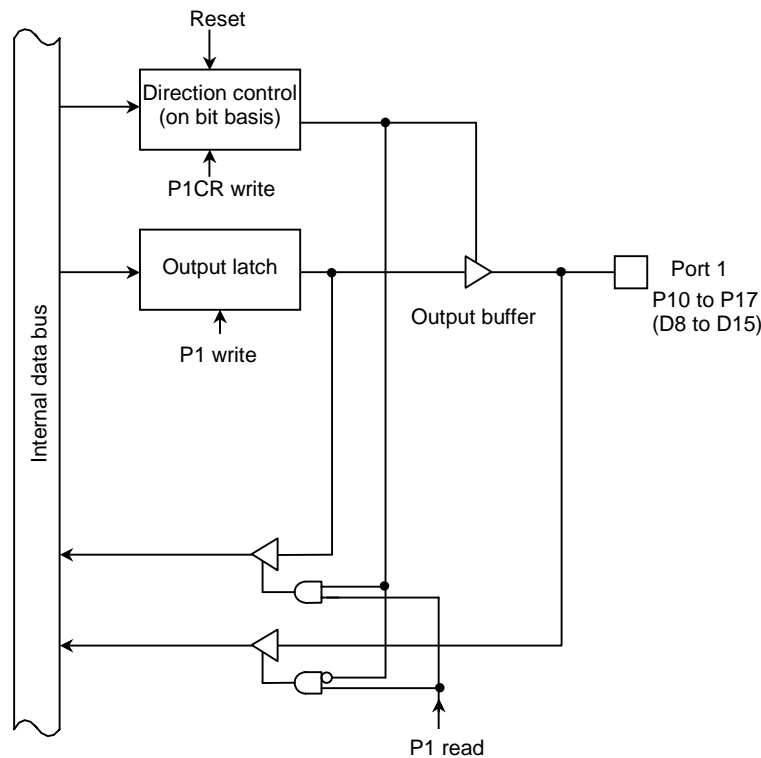 Reset
Direction control
(on bit basis)
P1CR write
Output latch
P1 write
Output buffer
Port 1
P10 to P17
(D8 to D15)
Internal data bus
P1 read